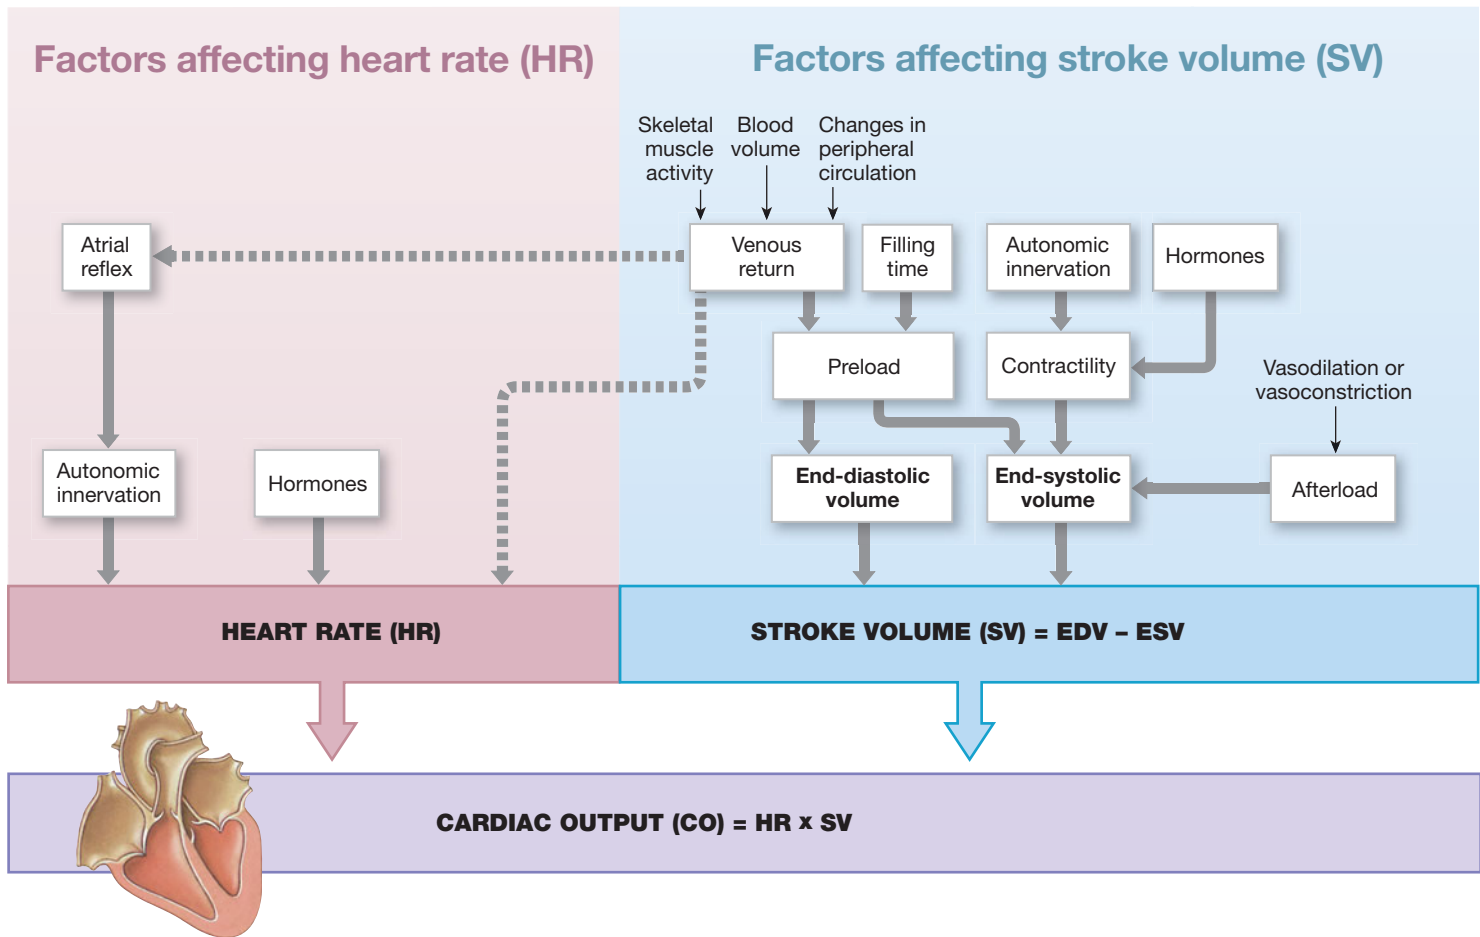 Factors affecting heart rate (HR)
Factors affecting stroke volume (SV)
Skeletal
muscle
activity
Blood
volume
Changes in
peripheral
circulation
Atrial
reflex
Venous
return
Filling
time
Autonomic
innervation
Hormones
Preload
Contractility
Vasodilation or
vasoconstriction
Autonomic
innervation
Hormones
End-diastolic
volume
End-systolic
volume
Afterload
HEART RATE (HR)
STROKE VOLUME (SV) = EDV – ESV
CARDIAC OUTPUT (CO) = HR x SV